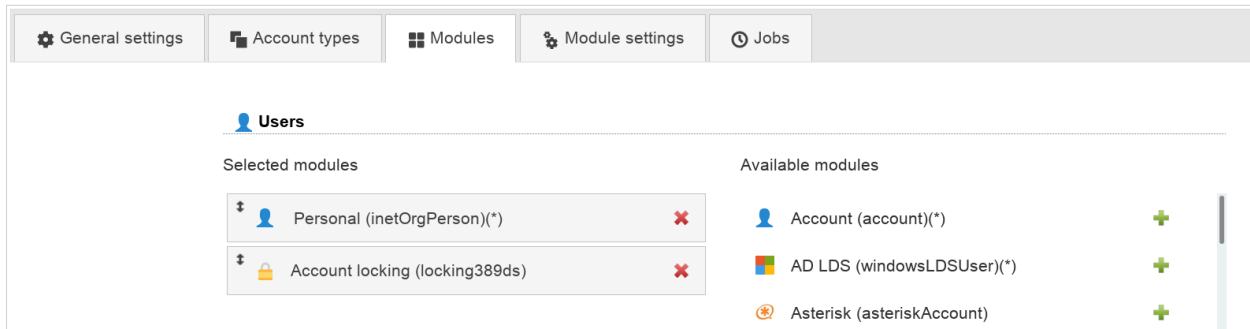 General settings
Account types
Modules
Module settings
Jobs
Users
Selected modules
Available modules
Personal (inetOrgPerson)(*)
Account (account)(*)
Account locking (locking389ds)
AD LDS (windowsLDSUser)(*)
Asterisk (asteriskAccount)